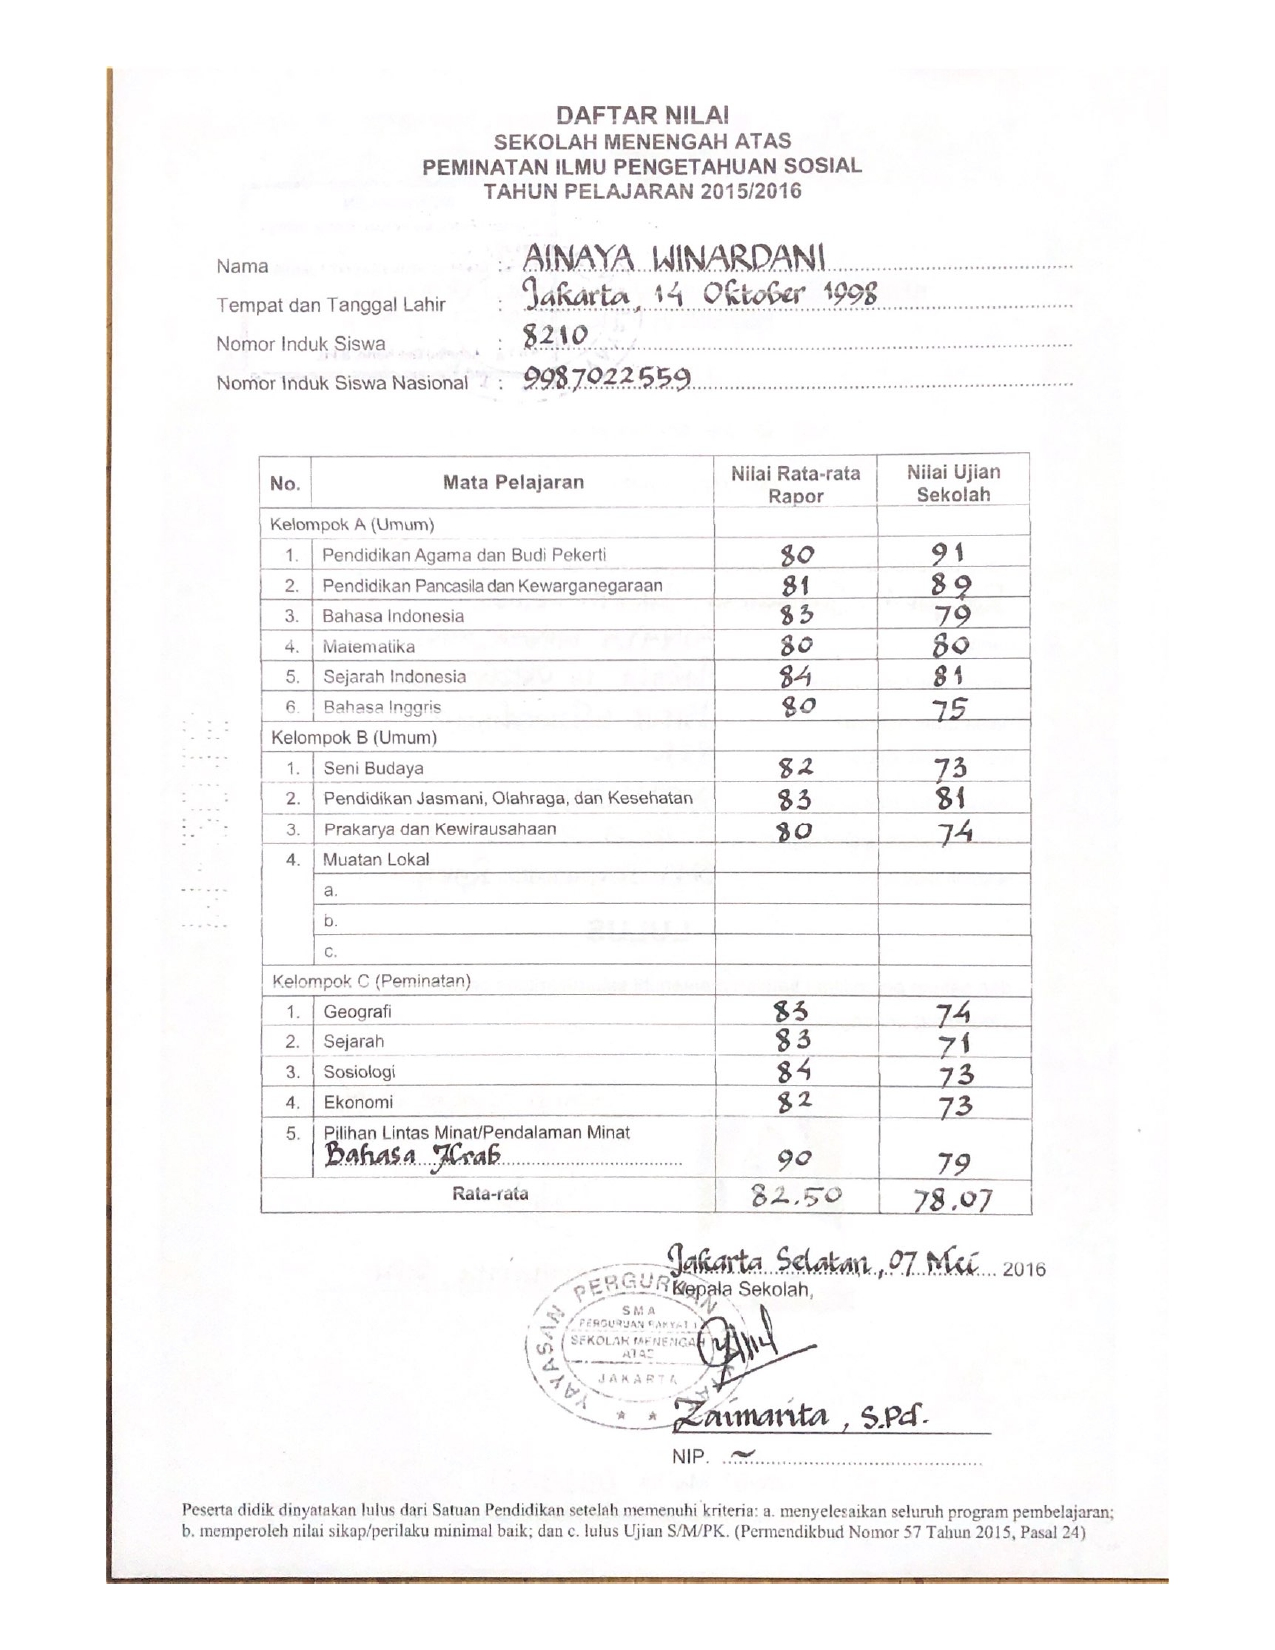 DAFTAR NILAI
SEKOLAH MENENGAH ATAS
PEMINATAN ILMU PENGETAHUAN SOSIAL
TAHUN PELAJARAN 2015/2016
Nama : AINAYA WINARDANI
Tempat dan Tanggal Lahir : Jakarta, 14 Oktober 1998
Nomor Induk Siswa : 8210
Nomor Induk Siswa Nasional : 9987022559
No. Mata Pelajaran Nilai Rata-rata Rapor Nilai Ujian Sekolah
Kelompok A (Umum)
1. Pendidikan Agama dan Budi Pekerti 80 91
2. Pendidikan Pancasila dan Kewarganegaraan 81 89
3. Bahasa Indonesia 83 79
4. Matematika 80 80
5. Sejarah Indonesia 84 81
6. Bahasa Inggris 80 75
Kelompok B (Umum)
1. Seni Budaya 82 73
2. Pendidikan Jasmani, Olahraga, dan Kesehatan 83 81
3. Prakarya dan Kewirausahaan 80 74
4. Muatan Lokal
a.
b.
c.
Kelompok C (Peminatan)
1. Geografi 83 74
2. Sejarah 83 71
3. Sosiologi 84 73
4. Ekonomi 82 73
5. Pilihan Lintas Minat/Pendalaman Minat
Bahasa Arab 90 79
Rata-rata 82.50 78.07
Jakarta Selatan, 07 Mei 2016
Kepala Sekolah,
YAYASAN PERGURUAN
SMA
PERGURUAN RAKYAT 1
SEKOLAH MENENGAH
ATAS
JAKARTA
Zaimarita, S.Pd.
NIP. ~
Peserta didik dinyatakan lulus dari Satuan Pendidikan setelah memenuhi kriteria: a. menyelesaikan seluruh program pembelajaran;
b. memperoleh nilai sikap/perilaku minimal baik; dan c. lulus Ujian S/M/PK. (Permendikbud Nomor 57 Tahun 2015, Pasal 24)